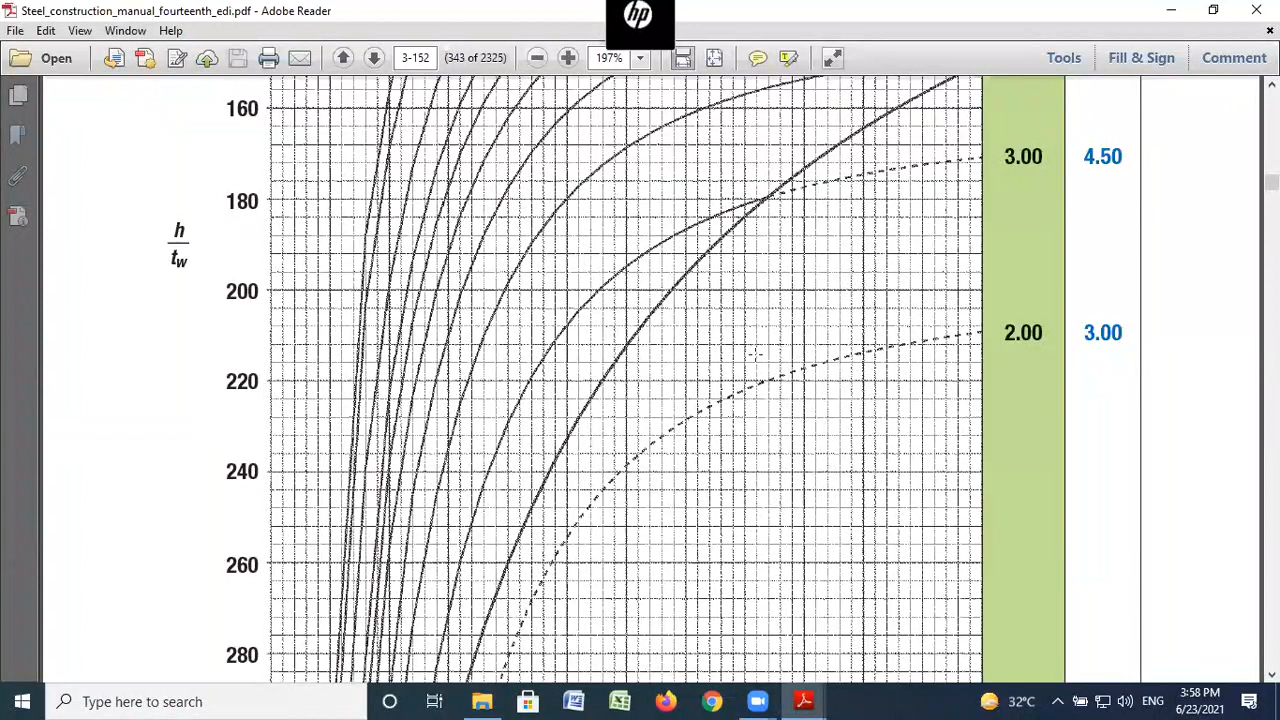 Steel_construction_manual_fourteenth_edi.pdf - Adobe Reader
hp
File Edit View Window Help
Open 3-152 (343 of 2325) 197% Tools Fill & Sign Comment
160
3.00 4.50
180
h
tw
200
2.00 3.00
220
240
260
280
Type here to search 32°C ENG 3:58 PM
6/23/2021